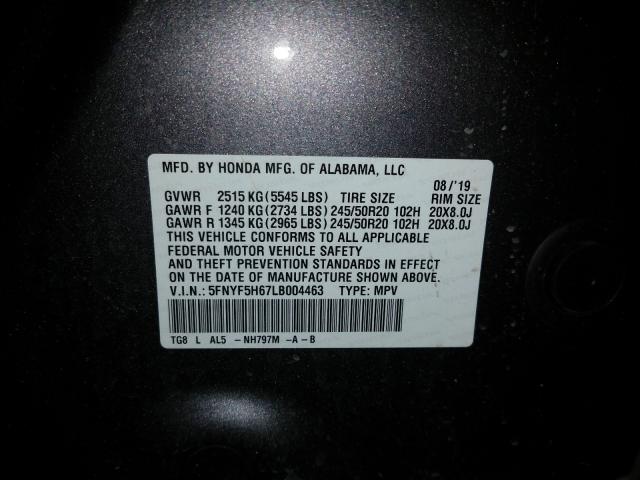 MFD. BY HONDA MFG. OF ALABAMA, LLC
08/'19
GVWR 2515 KG(5545 LBS) TIRE SIZE RIM SIZE
GAWR F 1240 KG(2734 LBS) 245/50R20 102H 20X8.0J
GAWR R 1345 KG(2965 LBS) 245/50R20 102H 20X8.0J
THIS VEHICLE CONFORMS TO ALL APPLICABLE
FEDERAL MOTOR VEHICLE SAFETY
AND THEFT PREVENTION STANDARDS IN EFFECT
ON THE DATE OF MANUFACTURE SHOWN ABOVE.
V.I.N.: 5FNYF5H67LB004463 TYPE: MPV
TG8 L AL5 -NH797M -A-B